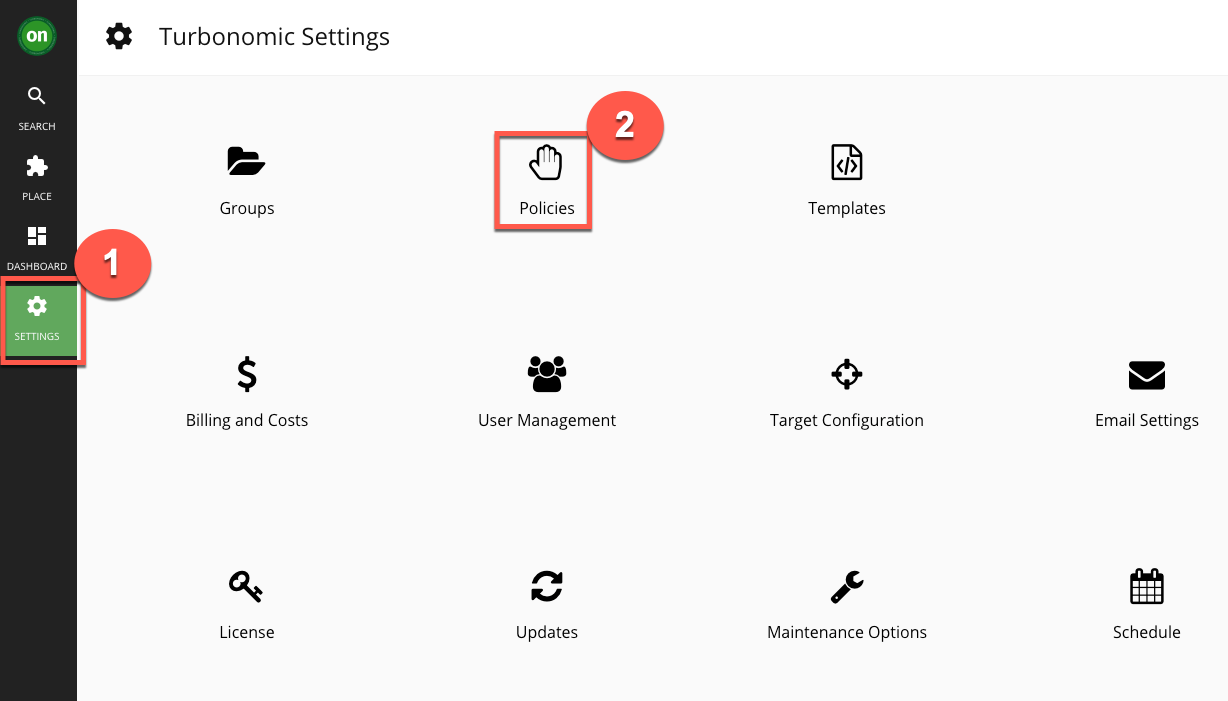 on
Turbonomic Settings
SEARCH
PLACE
DASHBOARD
SETTINGS
1
2
Groups
Policies
Templates
Billing and Costs
User Management
Target Configuration
Email Settings
License
Updates
Maintenance Options
Schedule